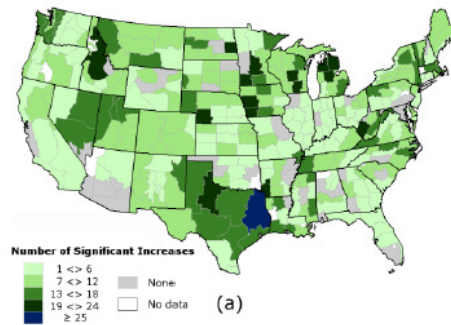 Number of Significant Increases
1 <> 6
7 <> 12
13 <> 18
19 <> 24
≥ 25
None
No data
(a)